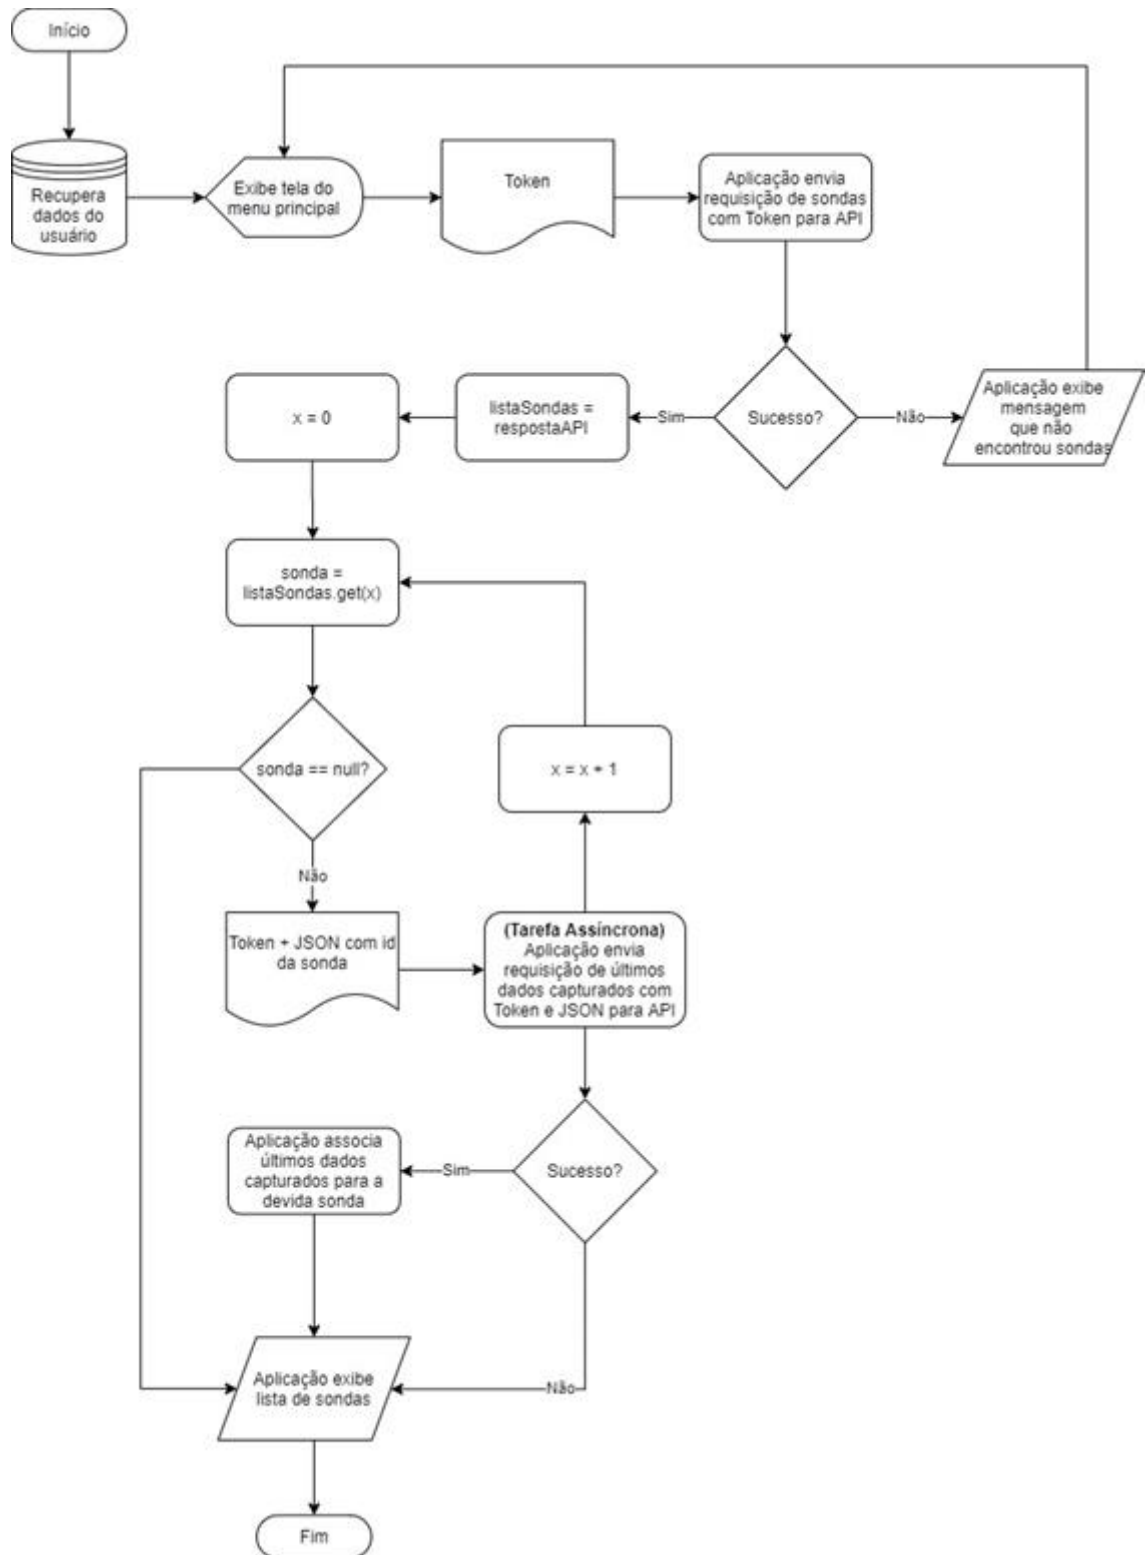 Início
Recupera
dados do
usuário
Exibe tela do
menu principal
Token
Aplicação envia
requisição de sondas
com Token para API
Sucesso?
Não
Aplicação exibe
mensagem
que não
encontrou sondas
Sim
listaSondas =
respostaAPI
x = 0
sonda =
listaSondas.get(x)
sonda == null?
x = x + 1
Não
Token + JSON com id
da sonda
(Tarefa Assíncrona)
Aplicação envia
requisição de últimos
dados capturados com
Token e JSON para API
Sucesso?
Sim
Aplicação associa
últimos dados
capturados para a
devida sonda
Não
Aplicação exibe
lista de sondas
Fim